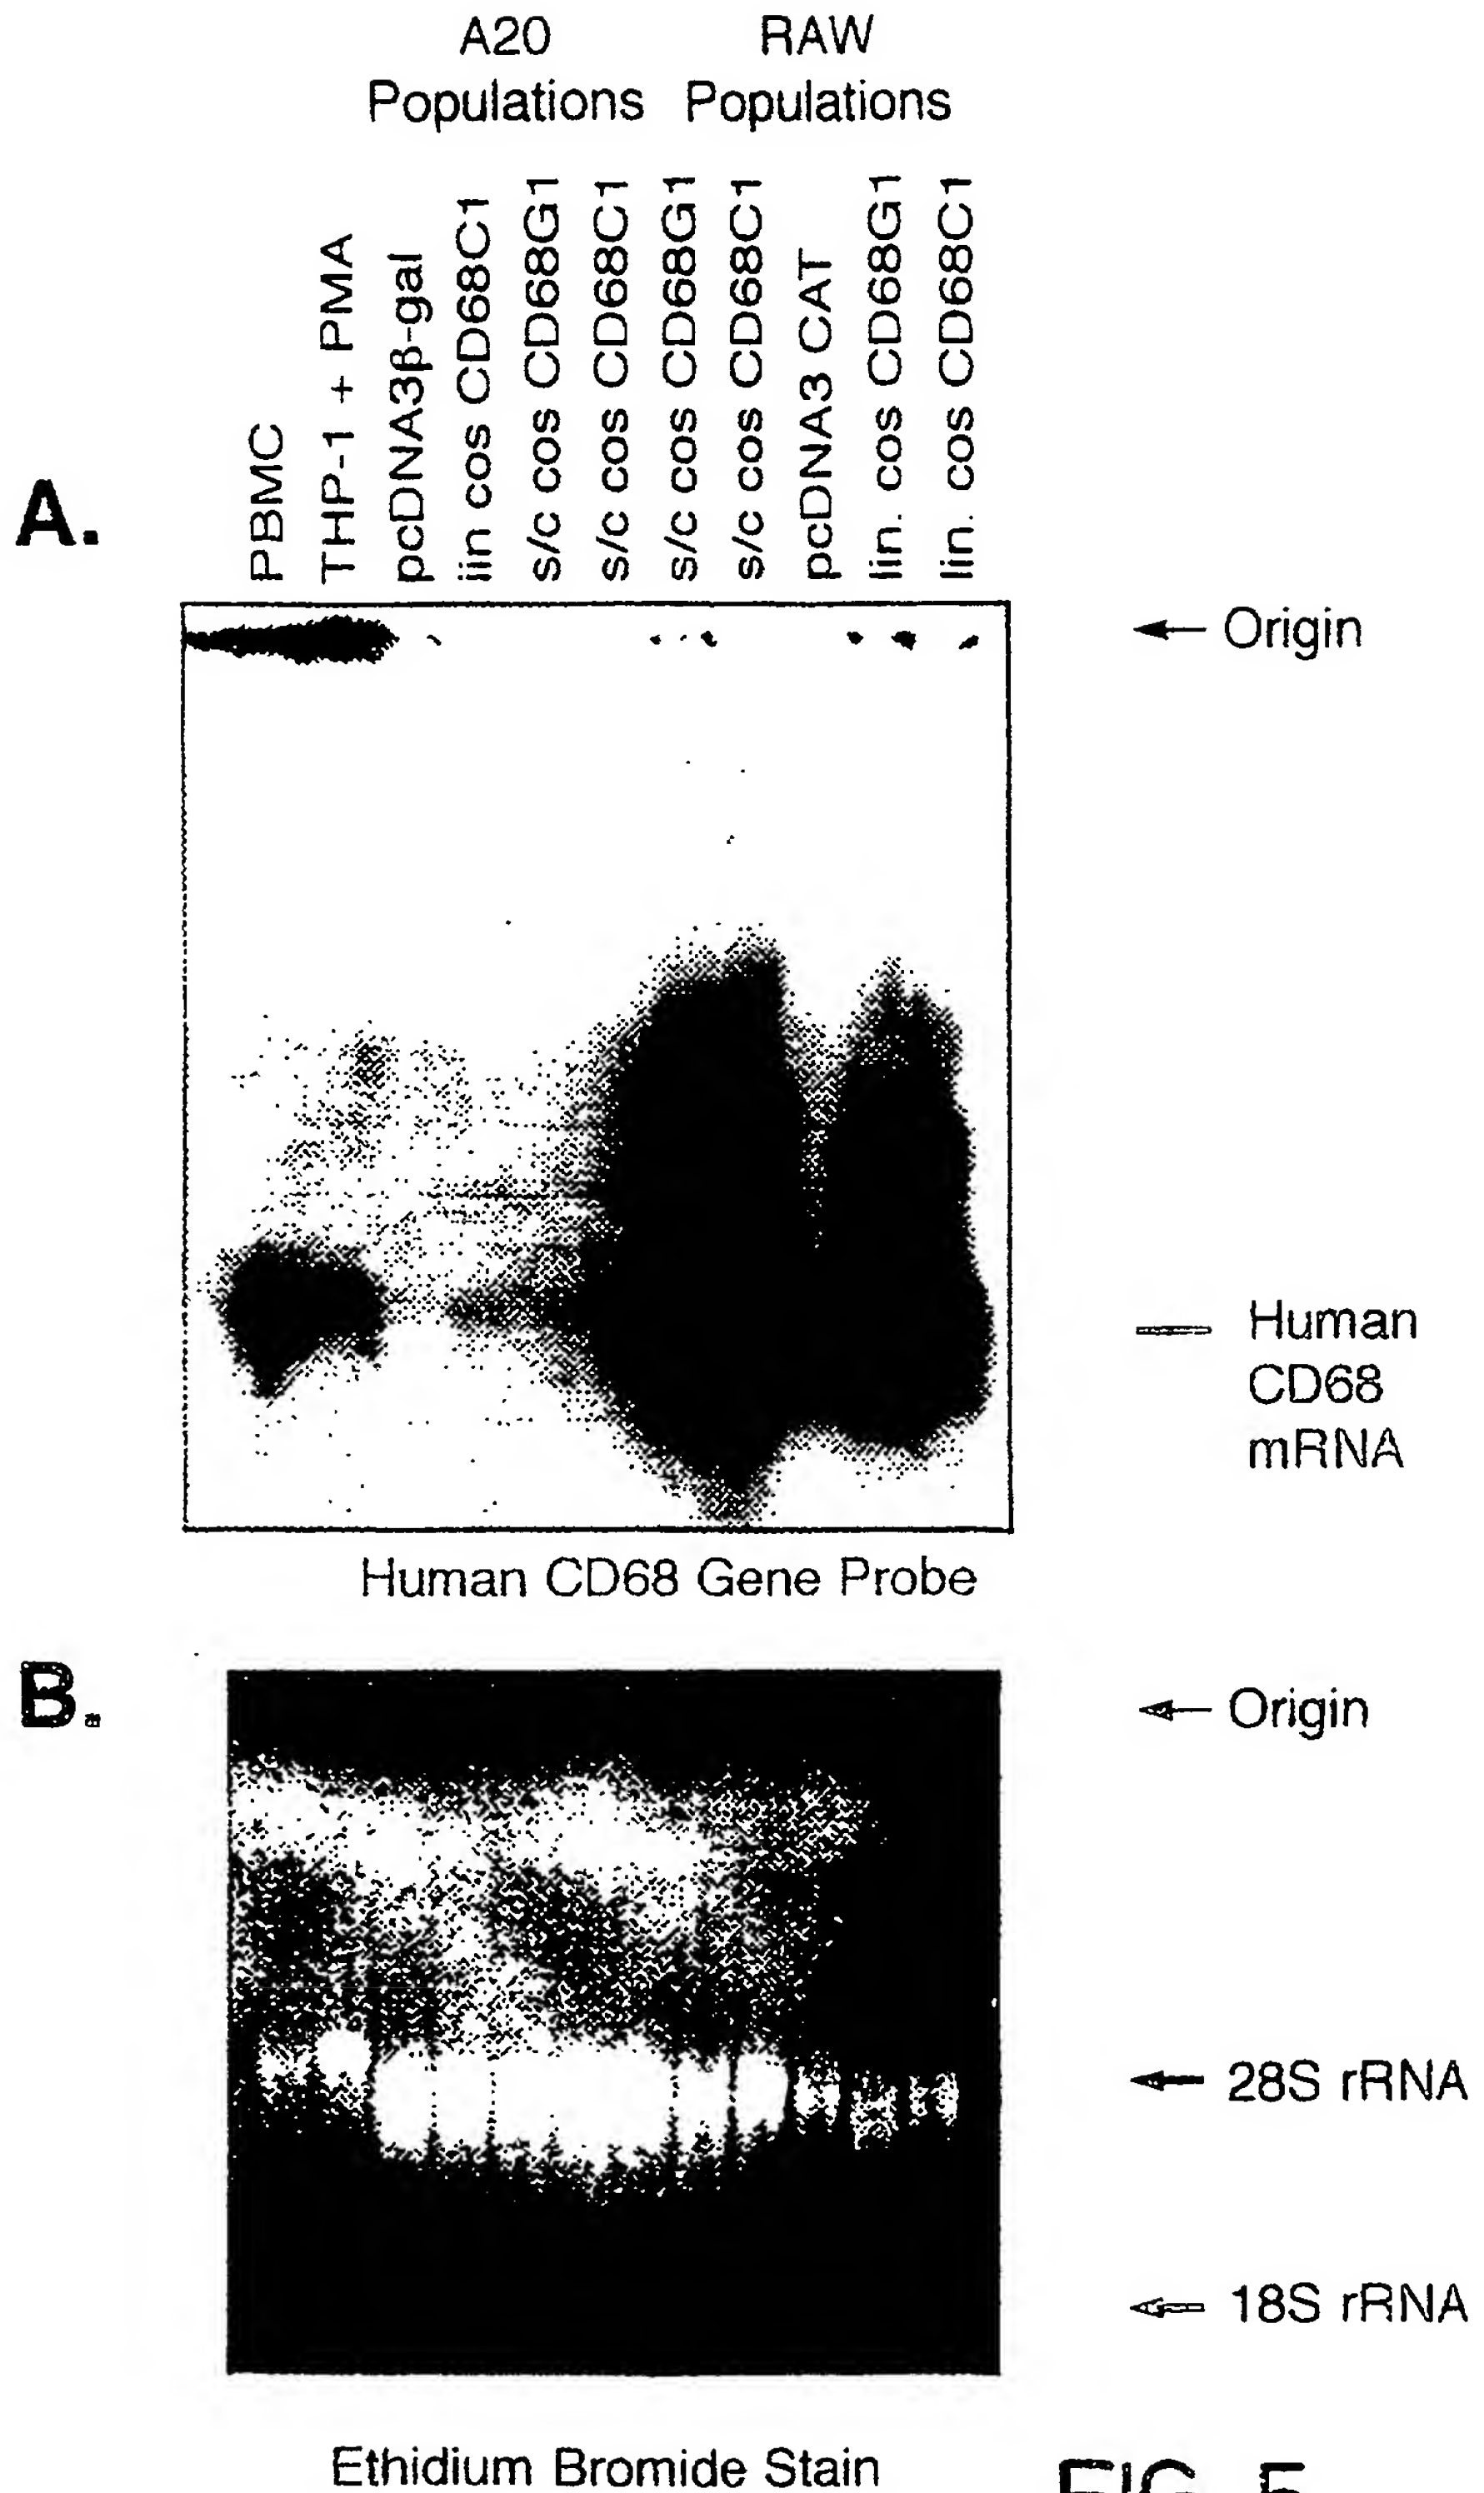 A20
Populations
RAW
Populations
A.
PBMC
THP-1 + PMA
pcDNA3β-gal
lin cos CD68C1
s/c cos CD68G1
s/c cos CD68C1
s/c cos CD68G1
s/c cos CD68C1
pcDNA3 CAT
lin. cos CD68G1
lin. cos CD68C1
Origin
Human
CD68
mRNA
Human CD68 Gene Probe
B.
Origin
28S rRNA
18S rRNA
Ethidium Bromide Stain
FIG. 5